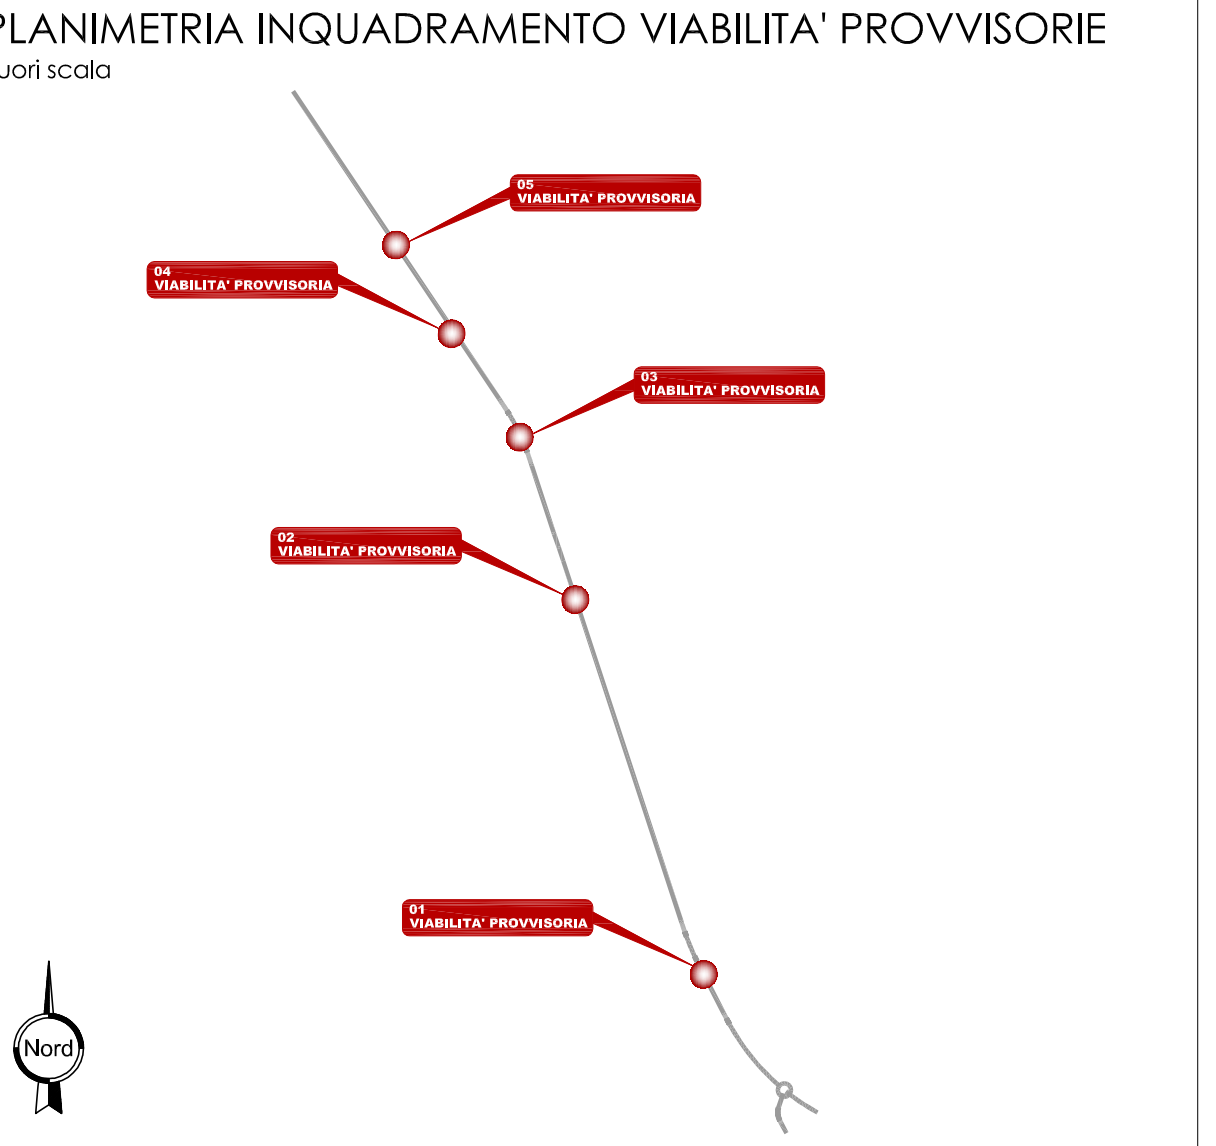 PLANIMETRIA INQUADRAMENTO VIABILITA' PROVVISORIE
uori scala
05
VIABILITA' PROVVISORIA
04
VIABILITA' PROVVISORIA
03
VIABILITA' PROVVISORIA
02
VIABILITA' PROVVISORIA
01
VIABILITA' PROVVISORIA
Nord